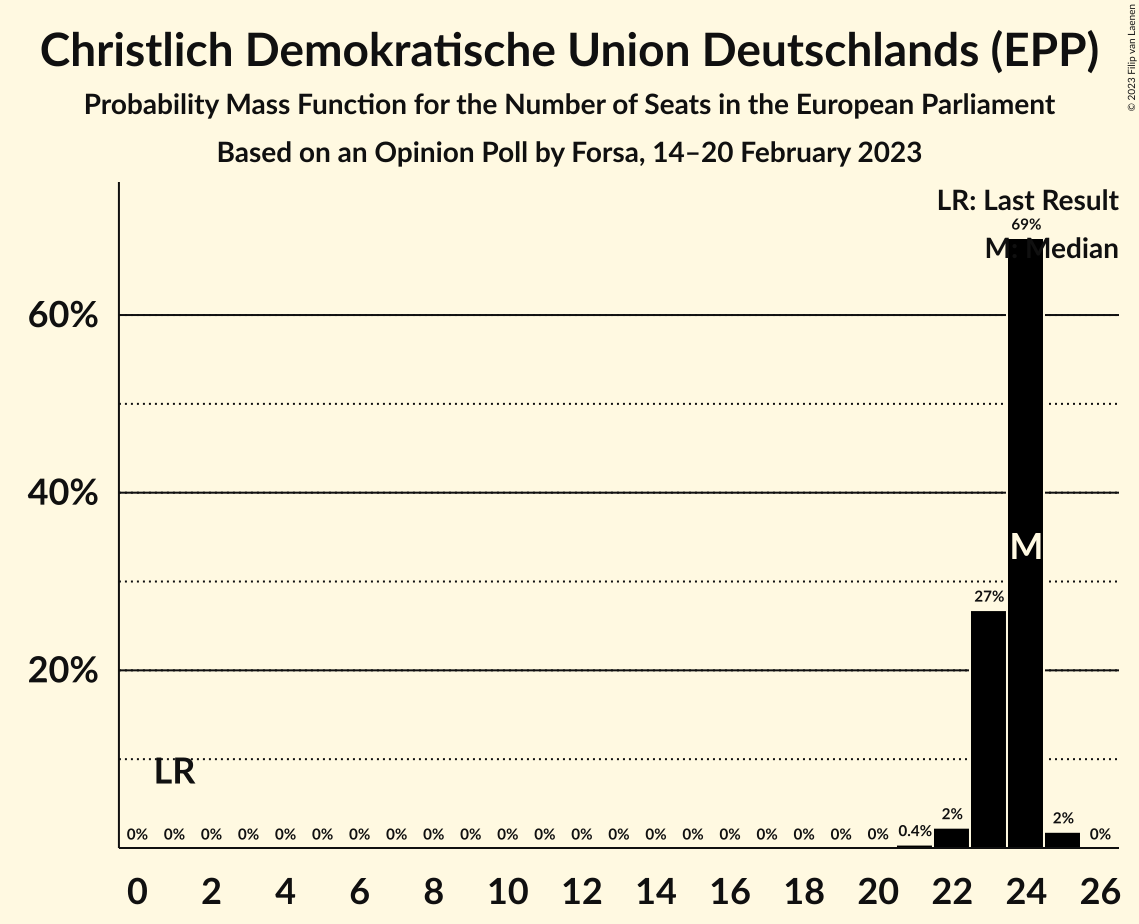 Christlich Demokratische Union Deutschlands (EPP)
Probability Mass Function for the Number of Seats in the European Parliament
Based on an Opinion Poll by Forsa, 14–20 February 2023
© 2023 Filip van Laenen
LR: Last Result
69%
M: Median
60%
40%
M
27%
20%
LR
0% 0% 0% 0% 0% 0% 0% 0% 0% 0% 0% 0% 0% 0% 0% 0% 0% 0% 0% 0% 0% 0.4% 2% 2% 0%
0 2 4 6 8 10 12 14 16 18 20 22 24 26